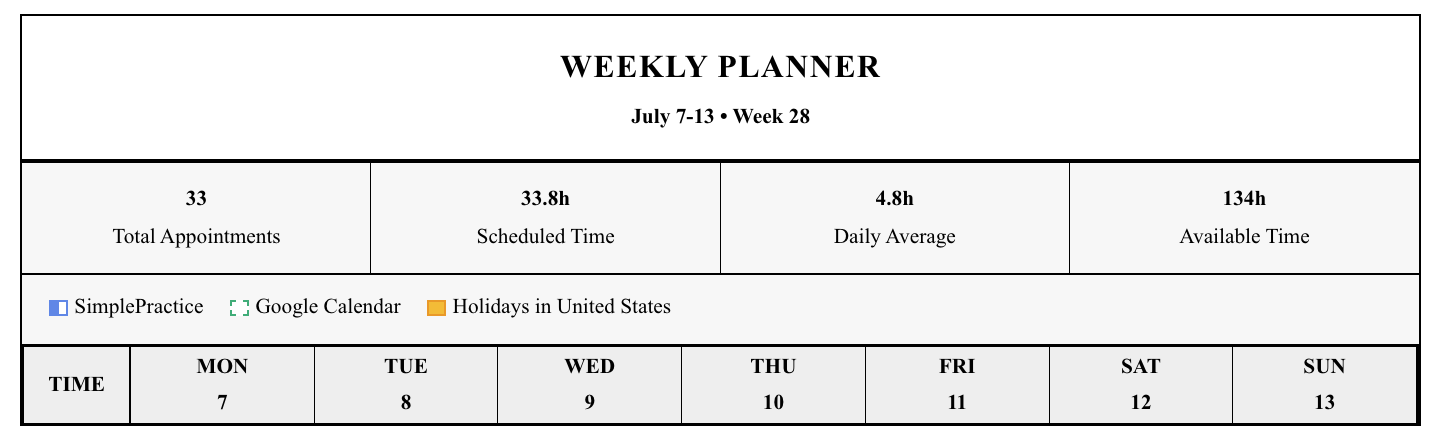 WEEKLY PLANNER
July 7-13 • Week 28
33 33.8h 4.8h 134h
Total Appointments Scheduled Time Daily Average Available Time
SimplePractice Google Calendar Holidays in United States
TIME MON TUE WED THU FRI SAT SUN
7 8 9 10 11 12 13